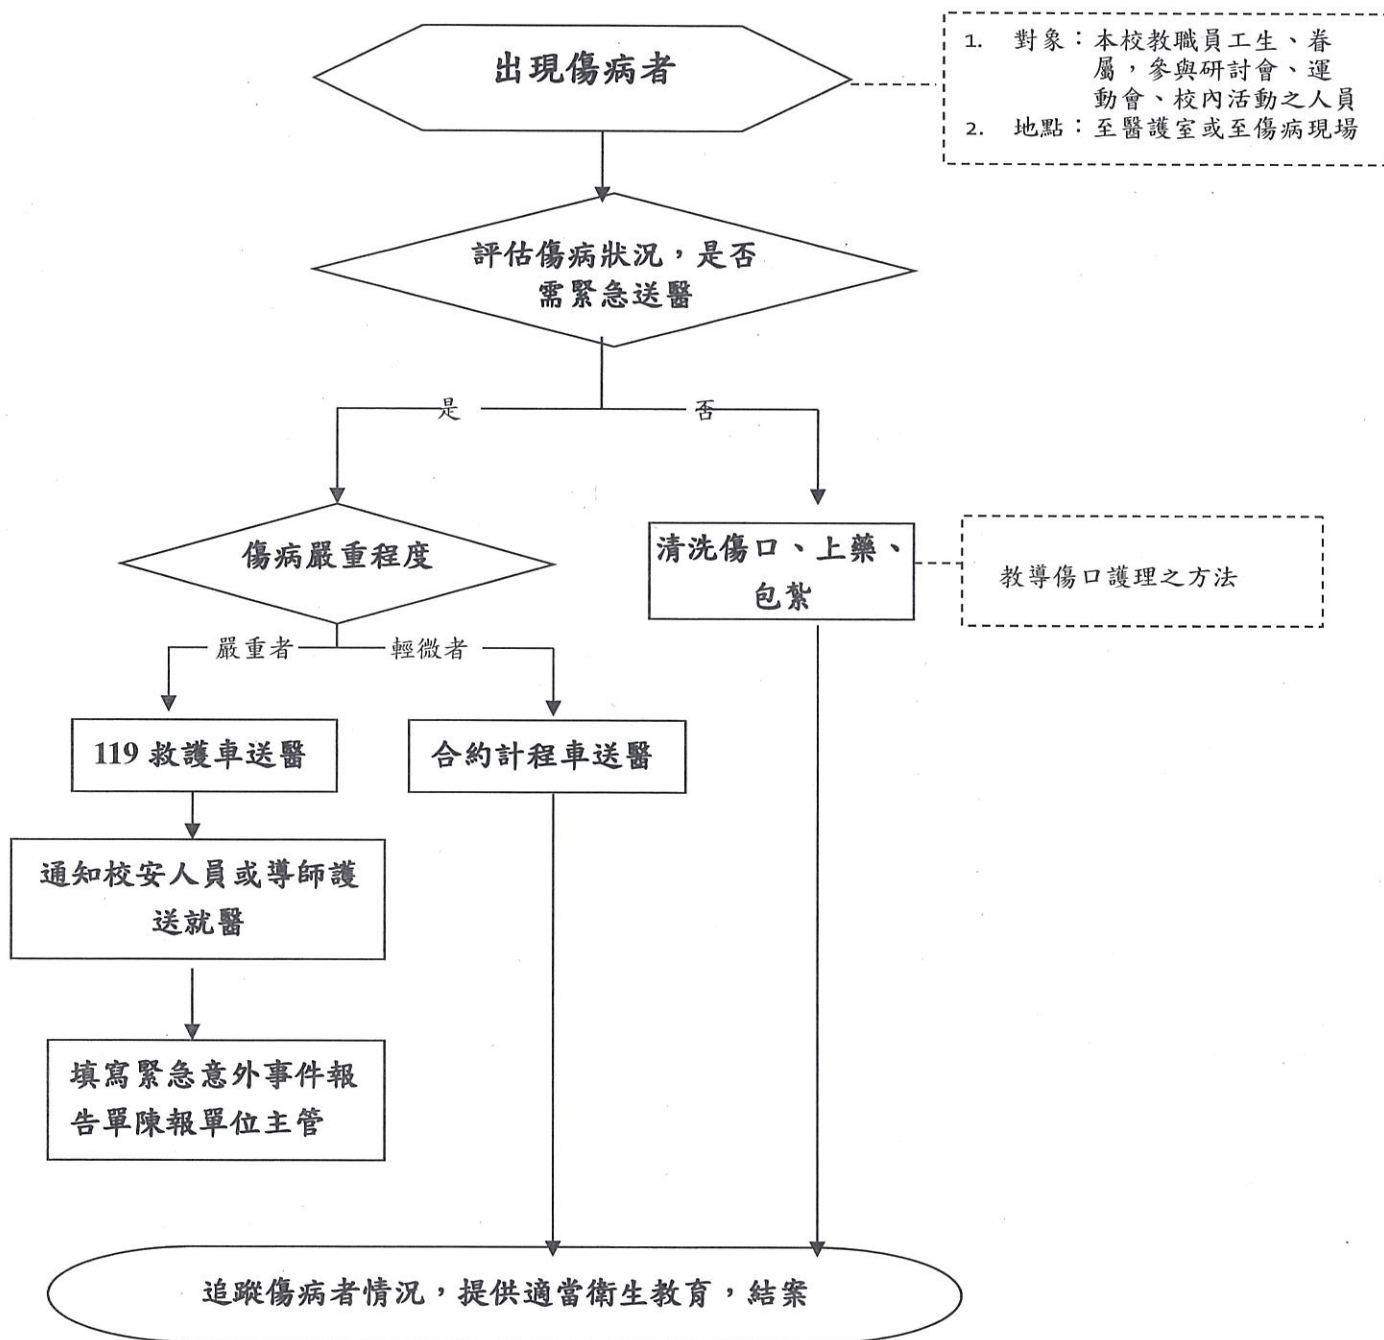 出現傷病者
1. 對象：本校教職員工生、眷
屬，參與研討會、運
動會、校內活動之人員
2. 地點：至醫護室或至傷病現場
評估傷病狀況，是否
需緊急送醫
是
否
傷病嚴重程度
清洗傷口、上藥、
包紮
教導傷口護理之方法
嚴重者
輕微者
119 救護車送醫
合約計程車送醫
通知校安人員或導師護
送就醫
填寫緊急意外事件報
告單陳報單位主管
追蹤傷病者情況，提供適當衛生教育，結案